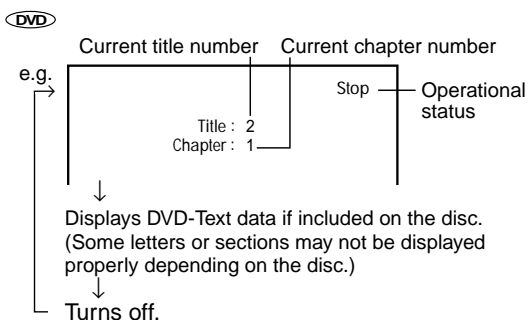 DVD
Current title number Current chapter number
e.g.
Stop
Operational
status
Title : 2
Chapter : 1
Displays DVD-Text data if included on the disc.
(Some letters or sections may not be displayed
properly depending on the disc.)
Turns off.